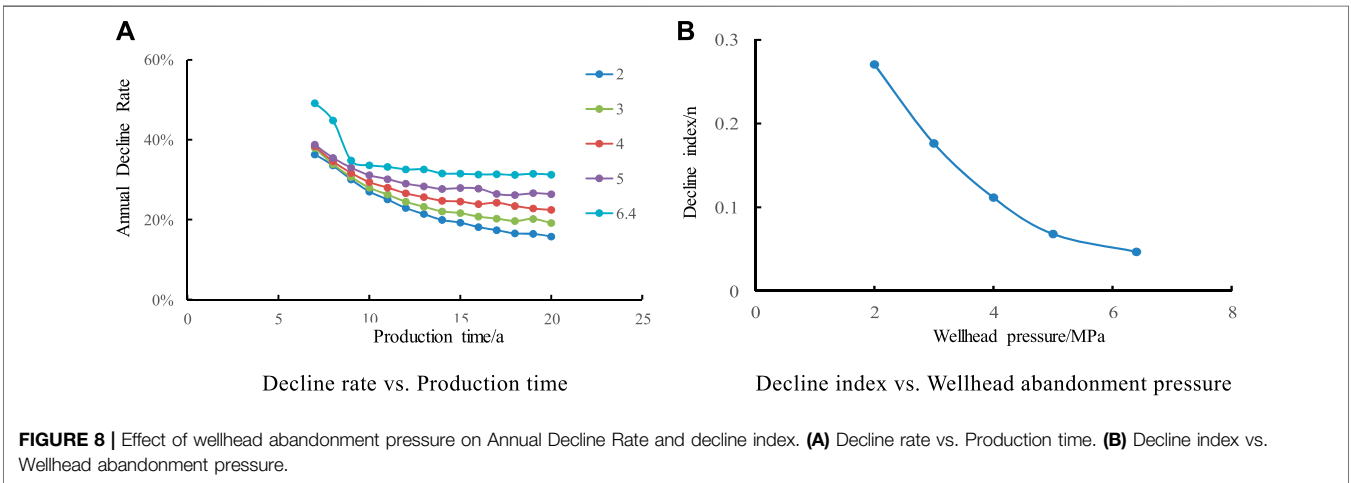 A
60%
40%
20%
0%
Annual Decline Rate
0
5
10
15
20
25
Production time/a
2
3
4
5
6.4
Decline rate vs. Production time
B
0.3
0.2
0.1
0
Decline index/n
0
2
4
6
8
Wellhead pressure/MPa
Decline index vs. Wellhead abandonment pressure
FIGURE 8 | Effect of wellhead abandonment pressure on Annual Decline Rate and decline index. (A) Decline rate vs. Production time. (B) Decline index vs.
Wellhead abandonment pressure.